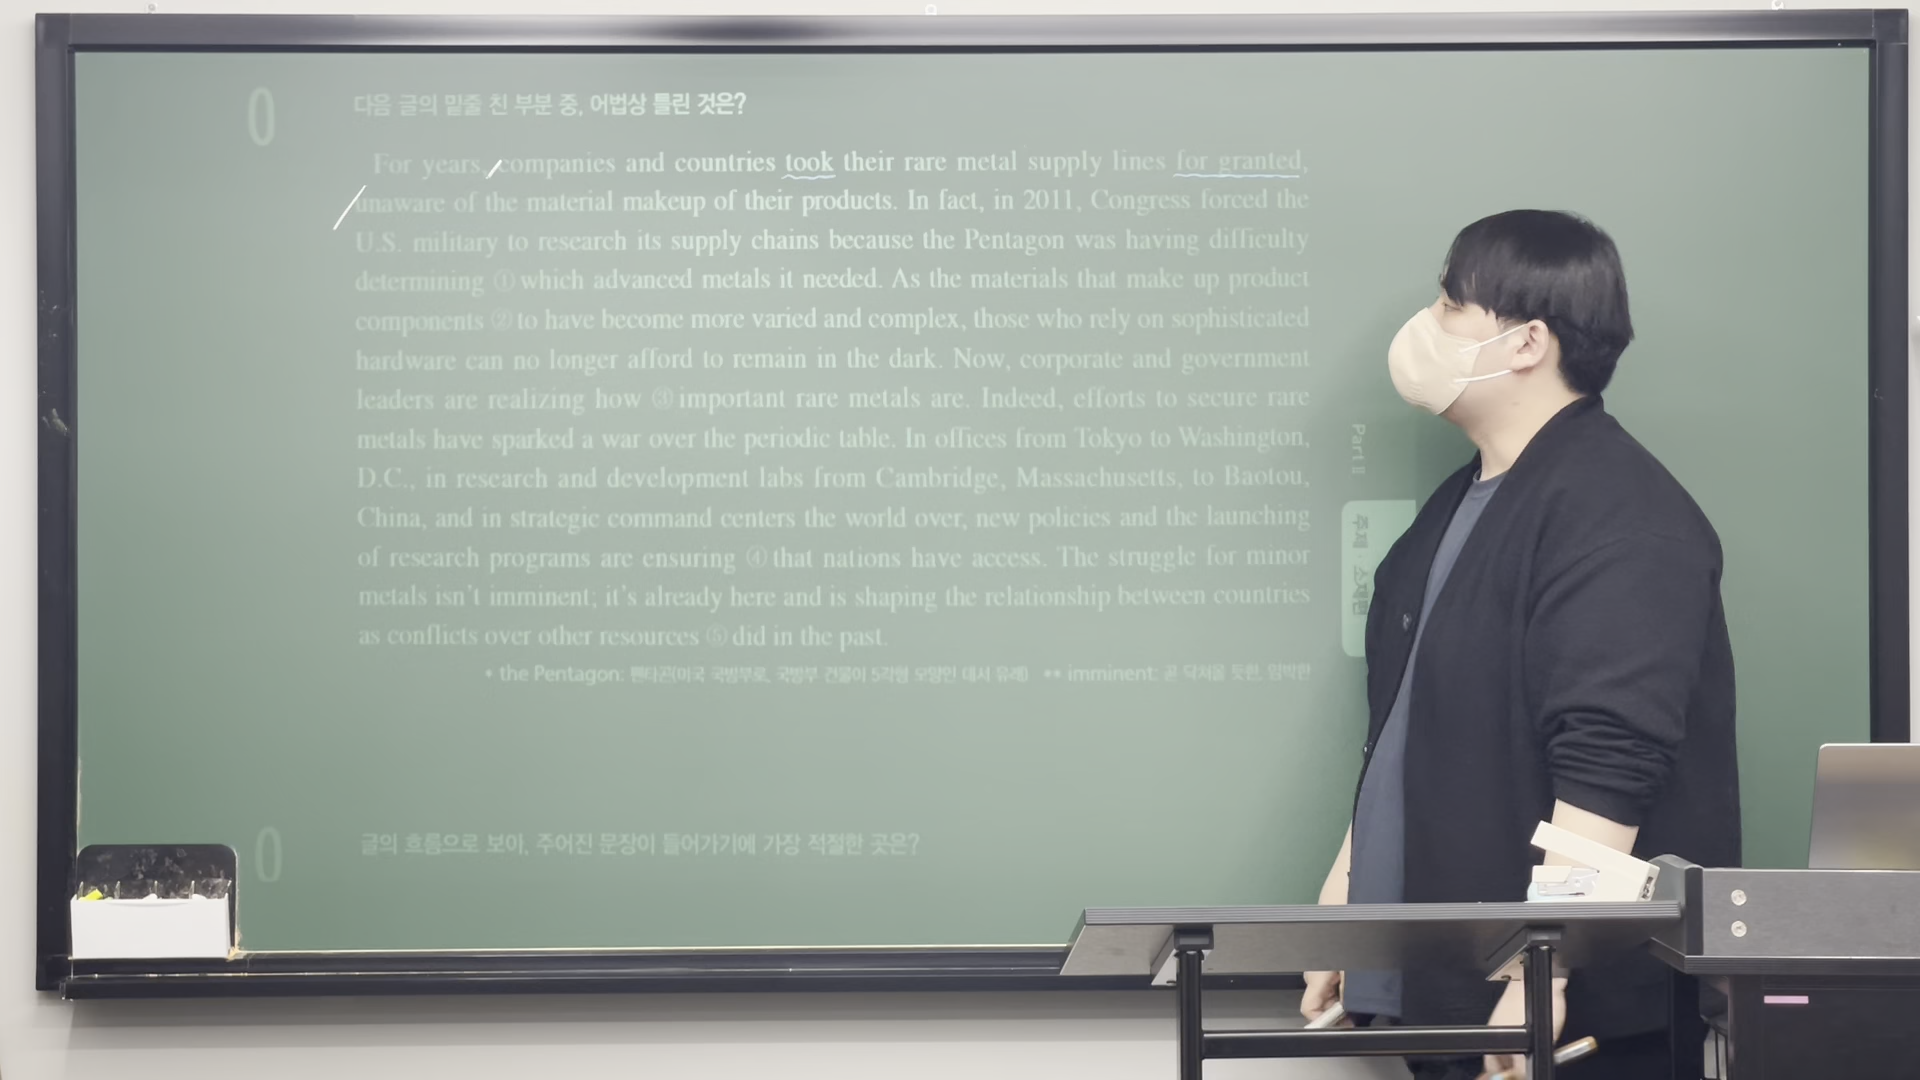 0
다음 글의 밑줄 친 부분 중, 어법상 틀린 것은?
For years, companies and countries took their rare metal supply lines for granted,
unaware of the material makeup of their products. In fact, in 2011, Congress forced the
U.S. military to research its supply chains because the Pentagon was having difficulty
determining ① which advanced metals it needed. As the materials that make up product
components ② to have become more varied and complex, those who rely on sophisticated
hardware can no longer afford to remain in the dark. Now, corporate and government
leaders are realizing how ③ important rare metals are. Indeed, efforts to secure rare
metals have sparked a war over the periodic table. In offices from Tokyo to Washington,
D.C., in research and development labs from Cambridge, Massachusetts, to Baotou,
China, and in strategic command centers the world over, new policies and the launching
of research programs are ensuring ④ that nations have access. The struggle for minor
metals isn't imminent; it's already here and is shaping the relationship between countries
as conflicts over other resources ⑤ did in the past.
* the Pentagon: 펜타곤(미국 국방부로, 국방부 건물이 5각형 모양인 데서 유래) ** imminent: 곧 닥쳐올 듯한, 임박한
Part II
주제·소재편
0
글의 흐름으로 보아, 주어진 문장이 들어가기에 가장 적절한 곳은?